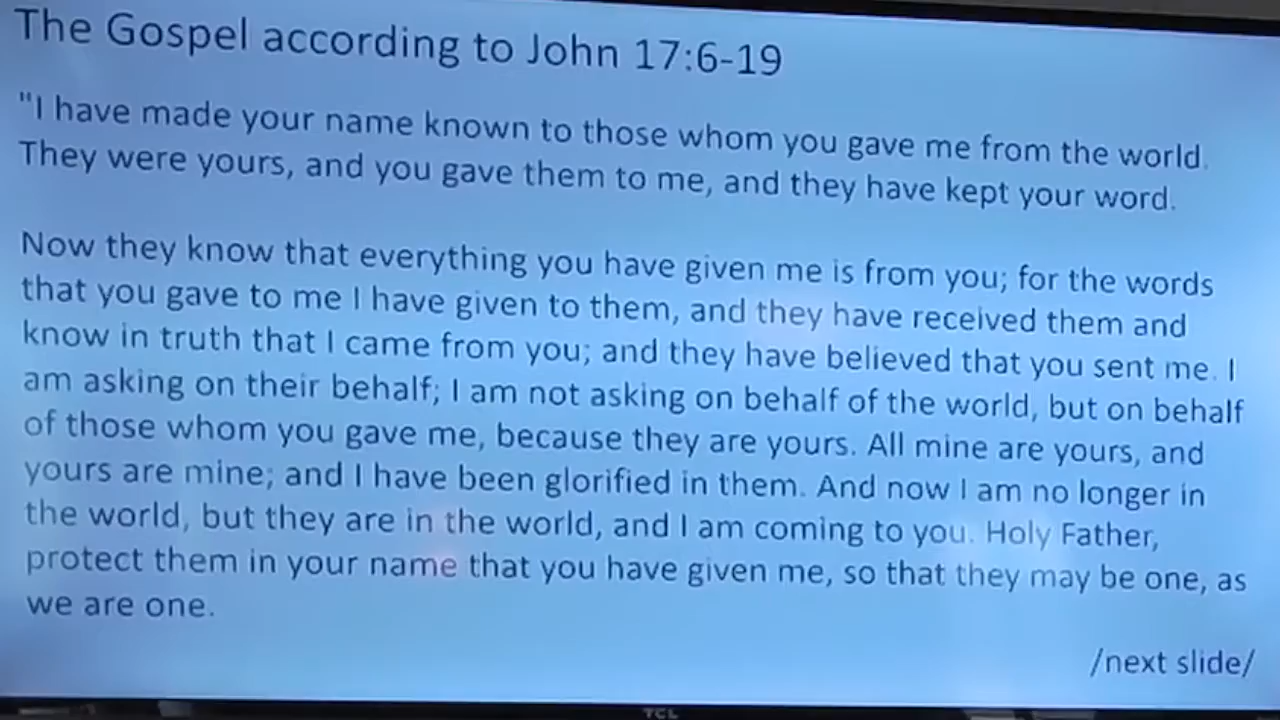 The Gospel according to John 17:6-19
"I have made your name known to those whom you gave me from the world.
They were yours, and you gave them to me, and they have kept your word.
Now they know that everything you have given me is from you; for the words
that you gave to me I have given to them, and they have received them and
know in truth that I came from you; and they have believed that you sent me. I
am asking on their behalf; I am not asking on behalf of the world, but on behalf
of those whom you gave me, because they are yours. All mine are yours, and
yours are mine; and I have been glorified in them. And now I am no longer in
the world, but they are in the world, and I am coming to you. Holy Father,
protect them in your name that you have given me, so that they may be one, as
we are one.
/next slide/
TCL